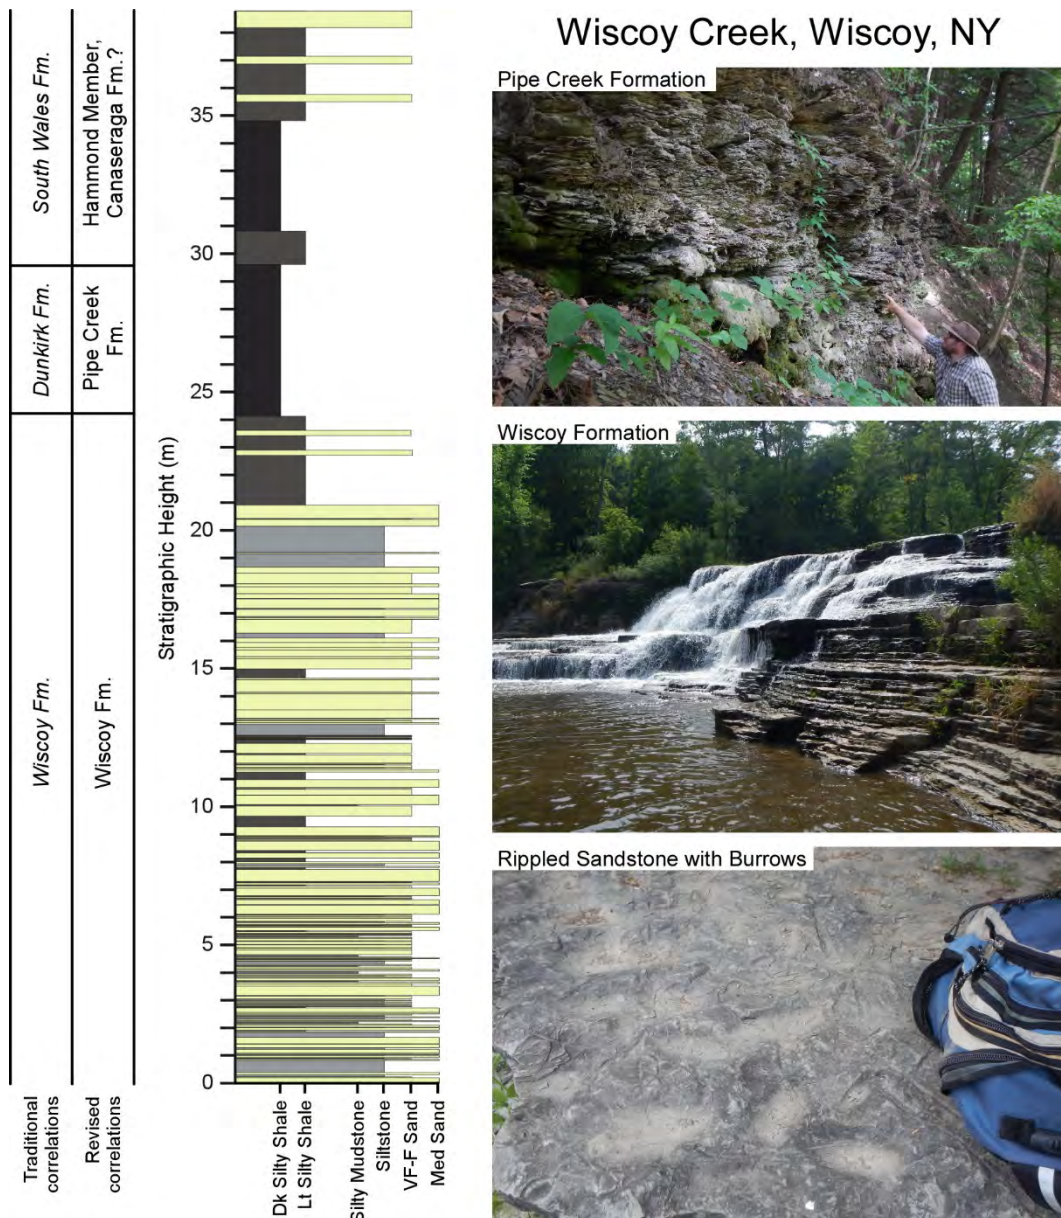 Wiscoy Creek, Wiscoy, NY
South Wales Fm.
Hammond Member,
Canaseraga Fm.?
Dunkirk Fm.
Pipe Creek
Fm.
Wiscoy Fm.
Wiscoy Fm.
Traditional
correlations
Revised
correlations
Stratigraphic Height (m)
35
30
25
20
15
10
5
0
Dk Silty Shale
Lt Silty Shale
Silty Mudstone
Siltstone
VF-F Sand
Med Sand
Pipe Creek Formation
Wiscoy Formation
Rippled Sandstone with Burrows